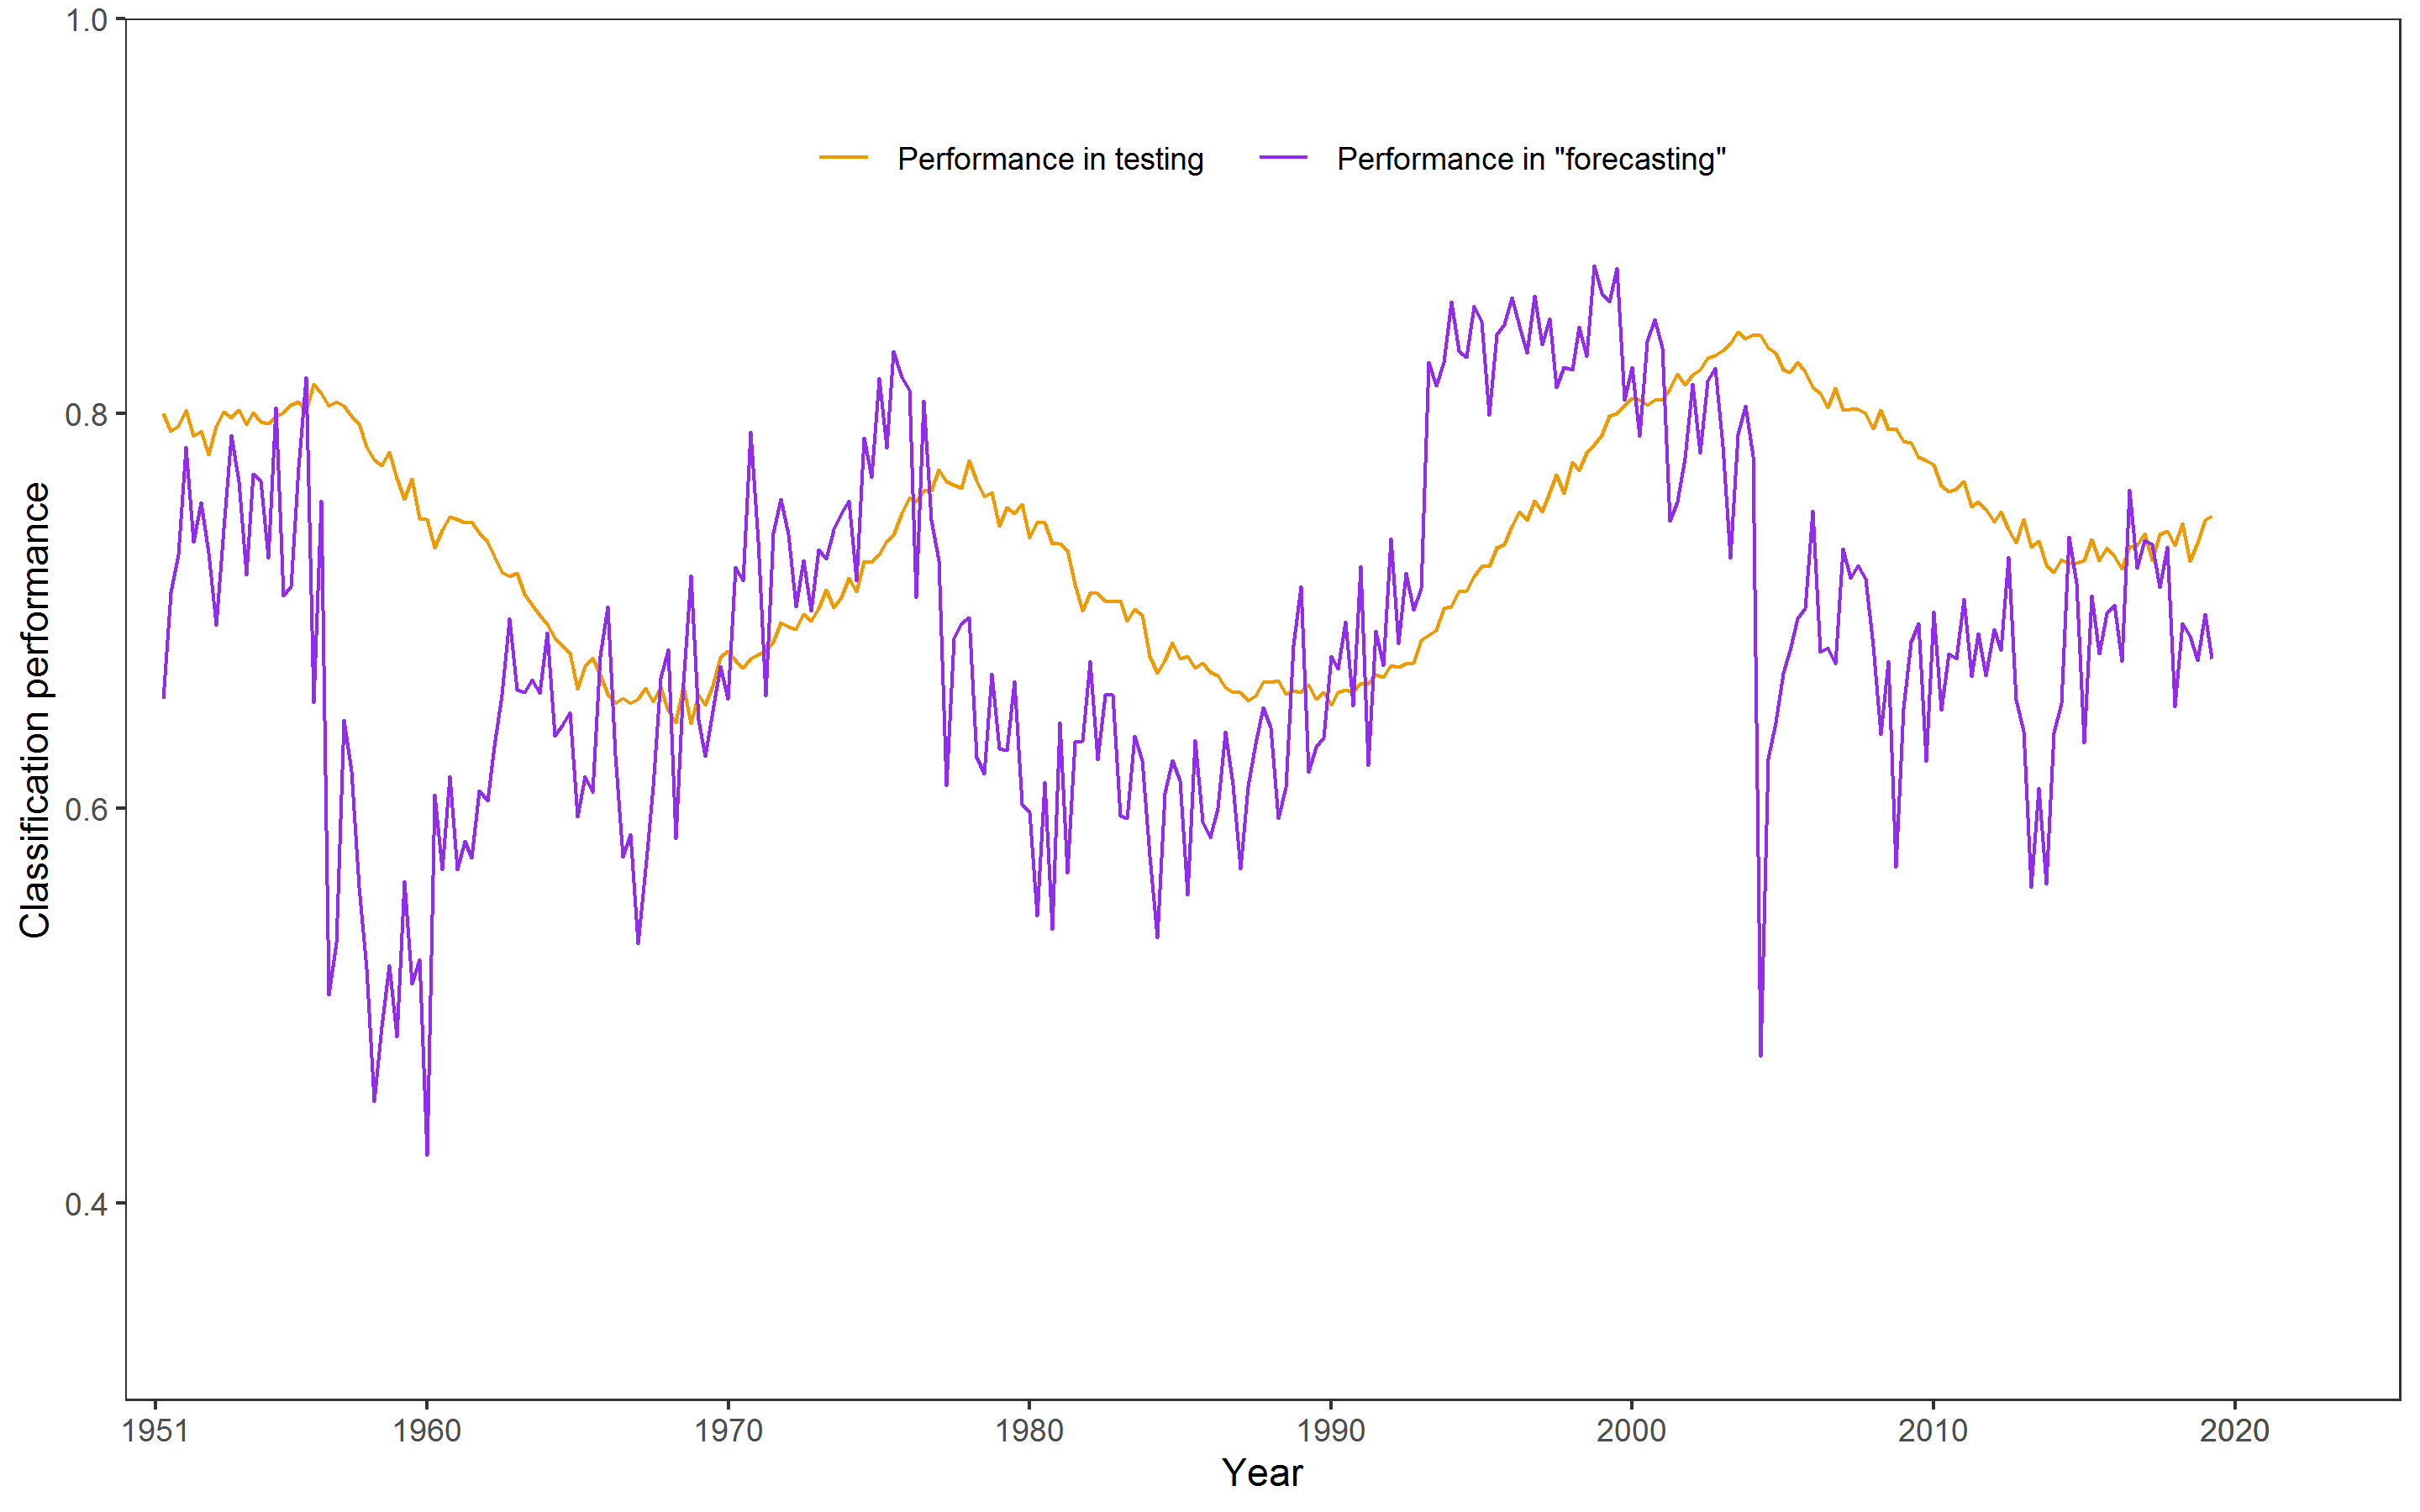 1.0
Performance in testing Performance in "forecasting"
0.8
Classification performance
0.6
0.4
1951 1960 1970 1980 1990 2000 2010 2020
Year